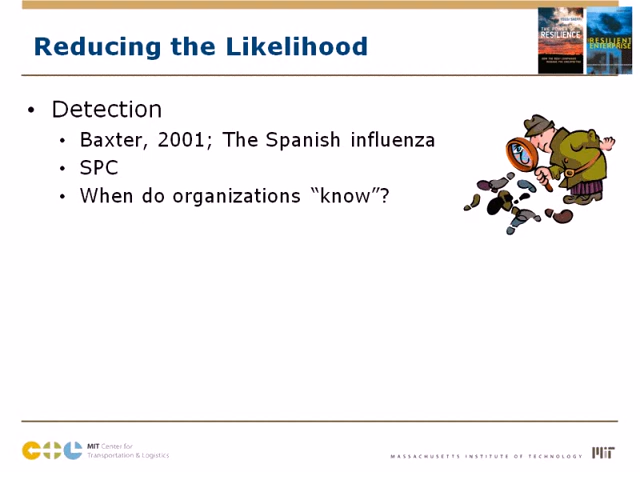 Reducing the Likelihood
RESILIENCE
RESILIENT
ENTERPRISE
• Detection
• Baxter, 2001; The Spanish influenza
• SPC
• When do organizations “know”?
MIT Center for
Transportation & Logistics
MASSACHUSETTS INSTITUTE OF TECHNOLOGY
MIT